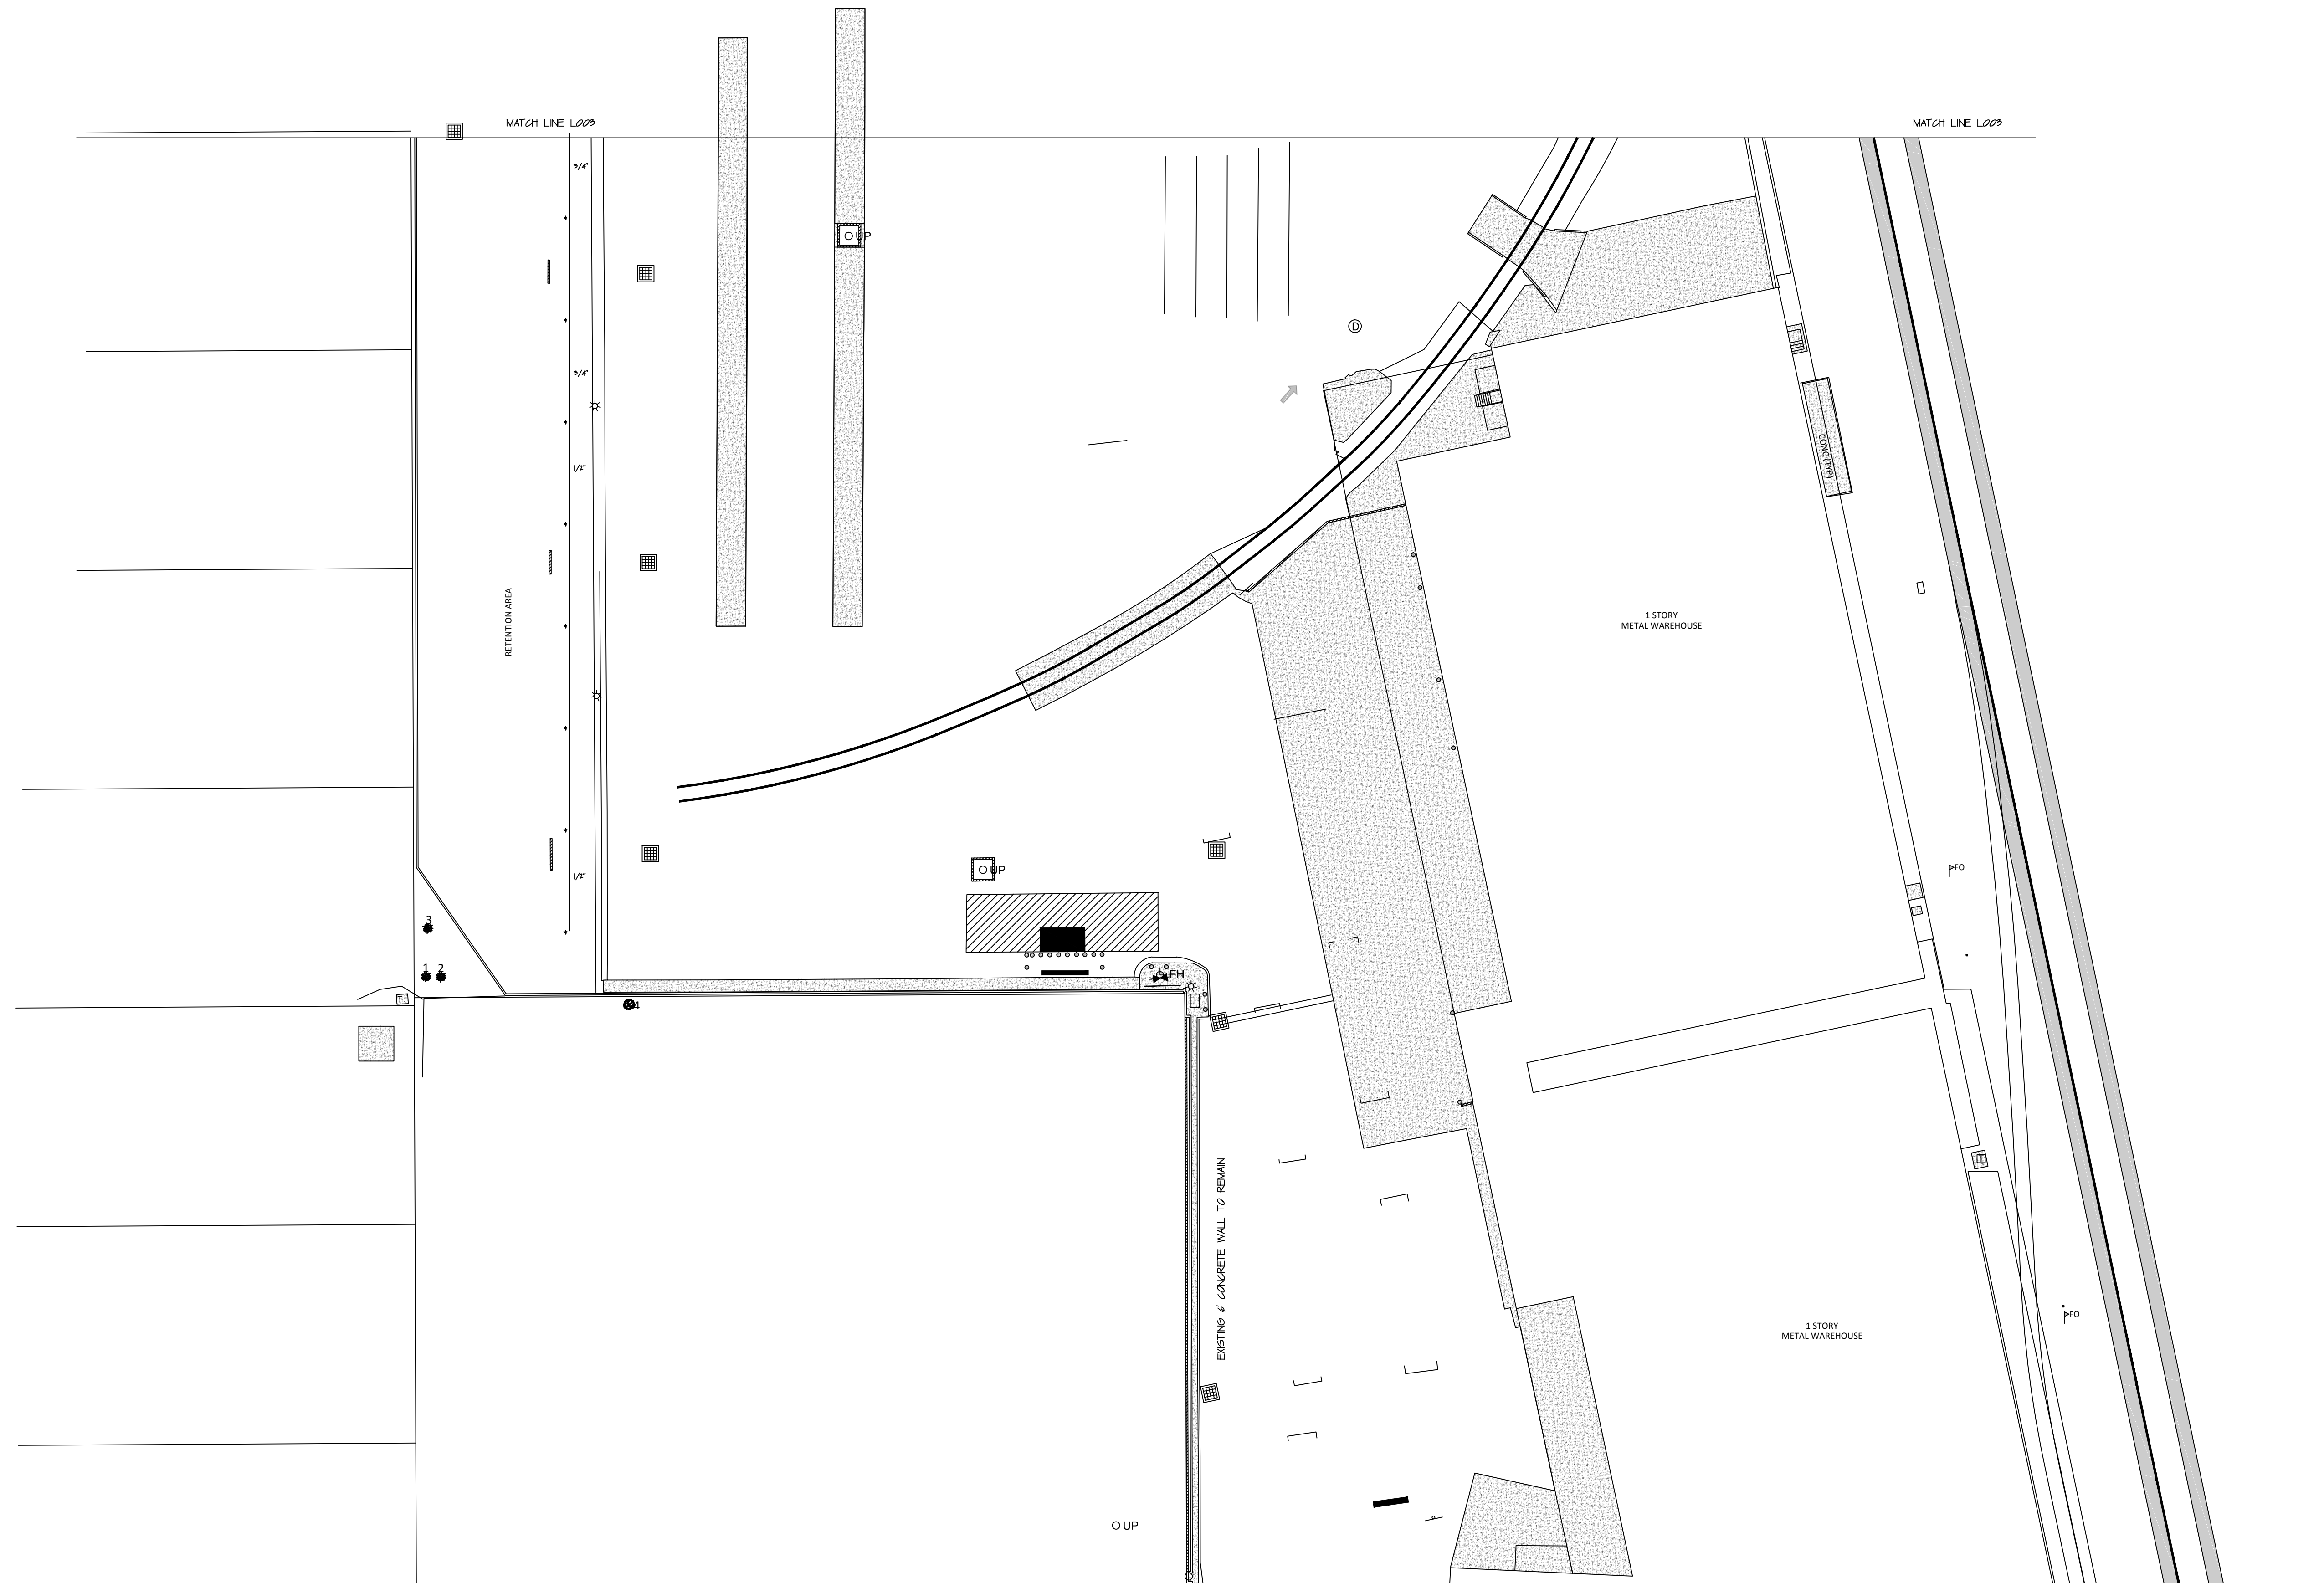 MATCH LINE L003
MATCH LINE L003
3/4"
UP
D
3/4"
CONC (TYP)
1/2"
RETENTION AREA
1 STORY
METAL WAREHOUSE
UP
FO
1/2"
3
1 2
FH
T
4
T
EXISTING 6' CONCRETE WALL TO REMAIN
FO
1 STORY
METAL WAREHOUSE
UP